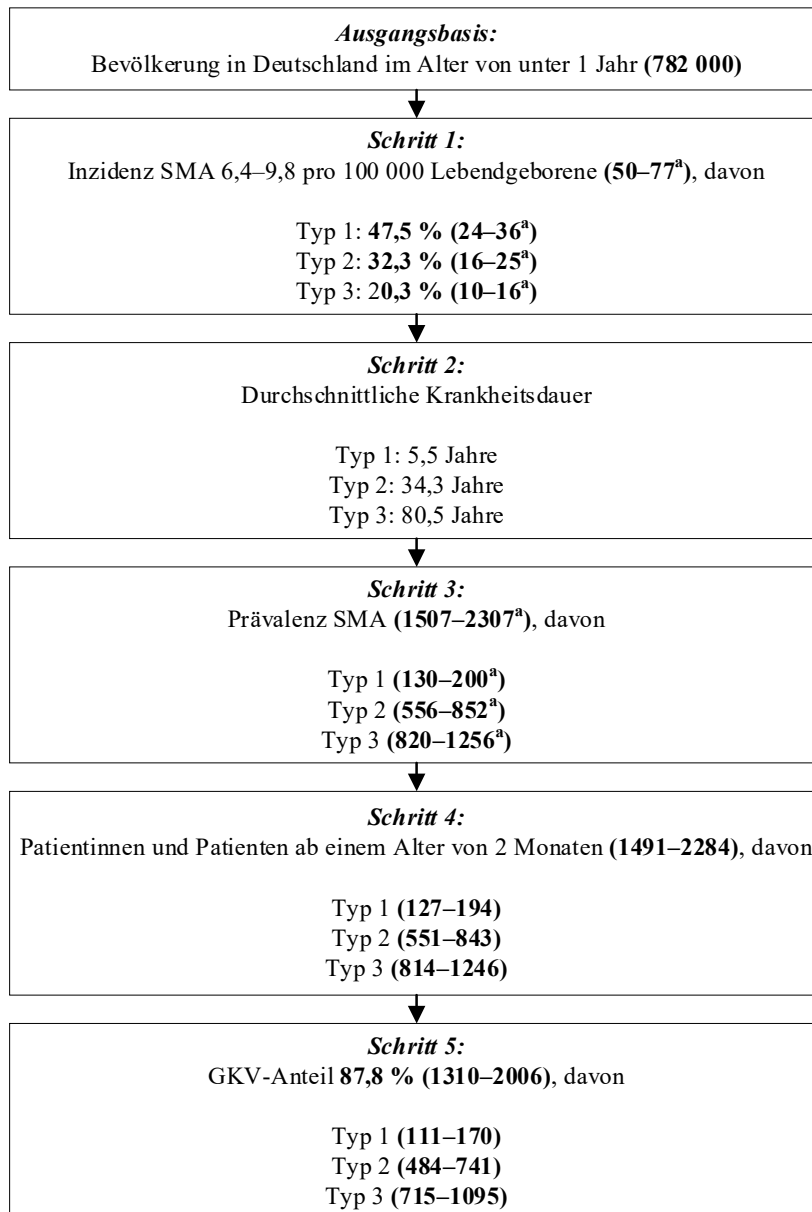 Ausgangsbasis:
Bevölkerung in Deutschland im Alter von unter 1 Jahr (782 000)
Schritt 1:
Inzidenz SMA 6,4–9,8 pro 100 000 Lebendgeborene (50–77ᵃ), davon
Typ 1: 47,5 % (24–36ᵃ)
Typ 2: 32,3 % (16–25ᵃ)
Typ 3: 20,3 % (10–16ᵃ)
Schritt 2:
Durchschnittliche Krankheitsdauer
Typ 1: 5,5 Jahre
Typ 2: 34,3 Jahre
Typ 3: 80,5 Jahre
Schritt 3:
Prävalenz SMA (1507–2307ᵃ), davon
Typ 1 (130–200ᵃ)
Typ 2 (556–852ᵃ)
Typ 3 (820–1256ᵃ)
Schritt 4:
Patientinnen und Patienten ab einem Alter von 2 Monaten (1491–2284), davon
Typ 1 (127–194)
Typ 2 (551–843)
Typ 3 (814–1246)
Schritt 5:
GKV-Anteil 87,8 % (1310–2006), davon
Typ 1 (111–170)
Typ 2 (484–741)
Typ 3 (715–1095)